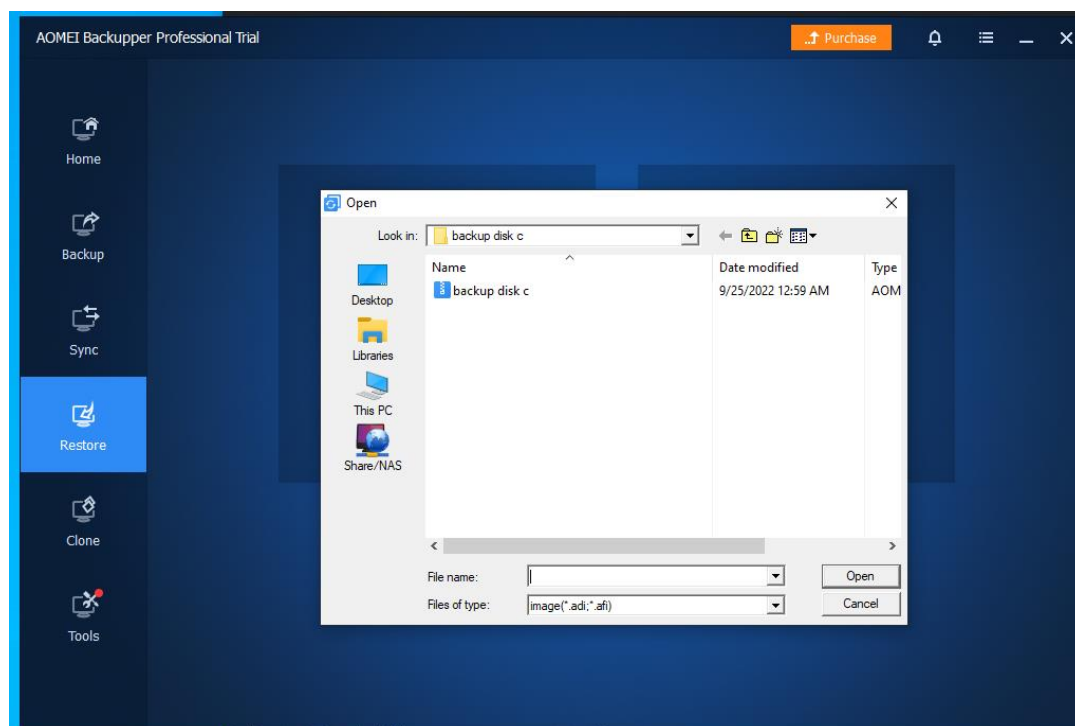 AOMEI Backupper Professional Trial
Purchase
Home
Backup
Sync
Restore
Clone
Tools
Open
Look in: backup disk c
Desktop
Libraries
This PC
Share/NAS
Name Date modified Type
backup disk c 9/25/2022 12:59 AM AOM
File name: Open
Files of type: image(*.adi;*.afi) Cancel